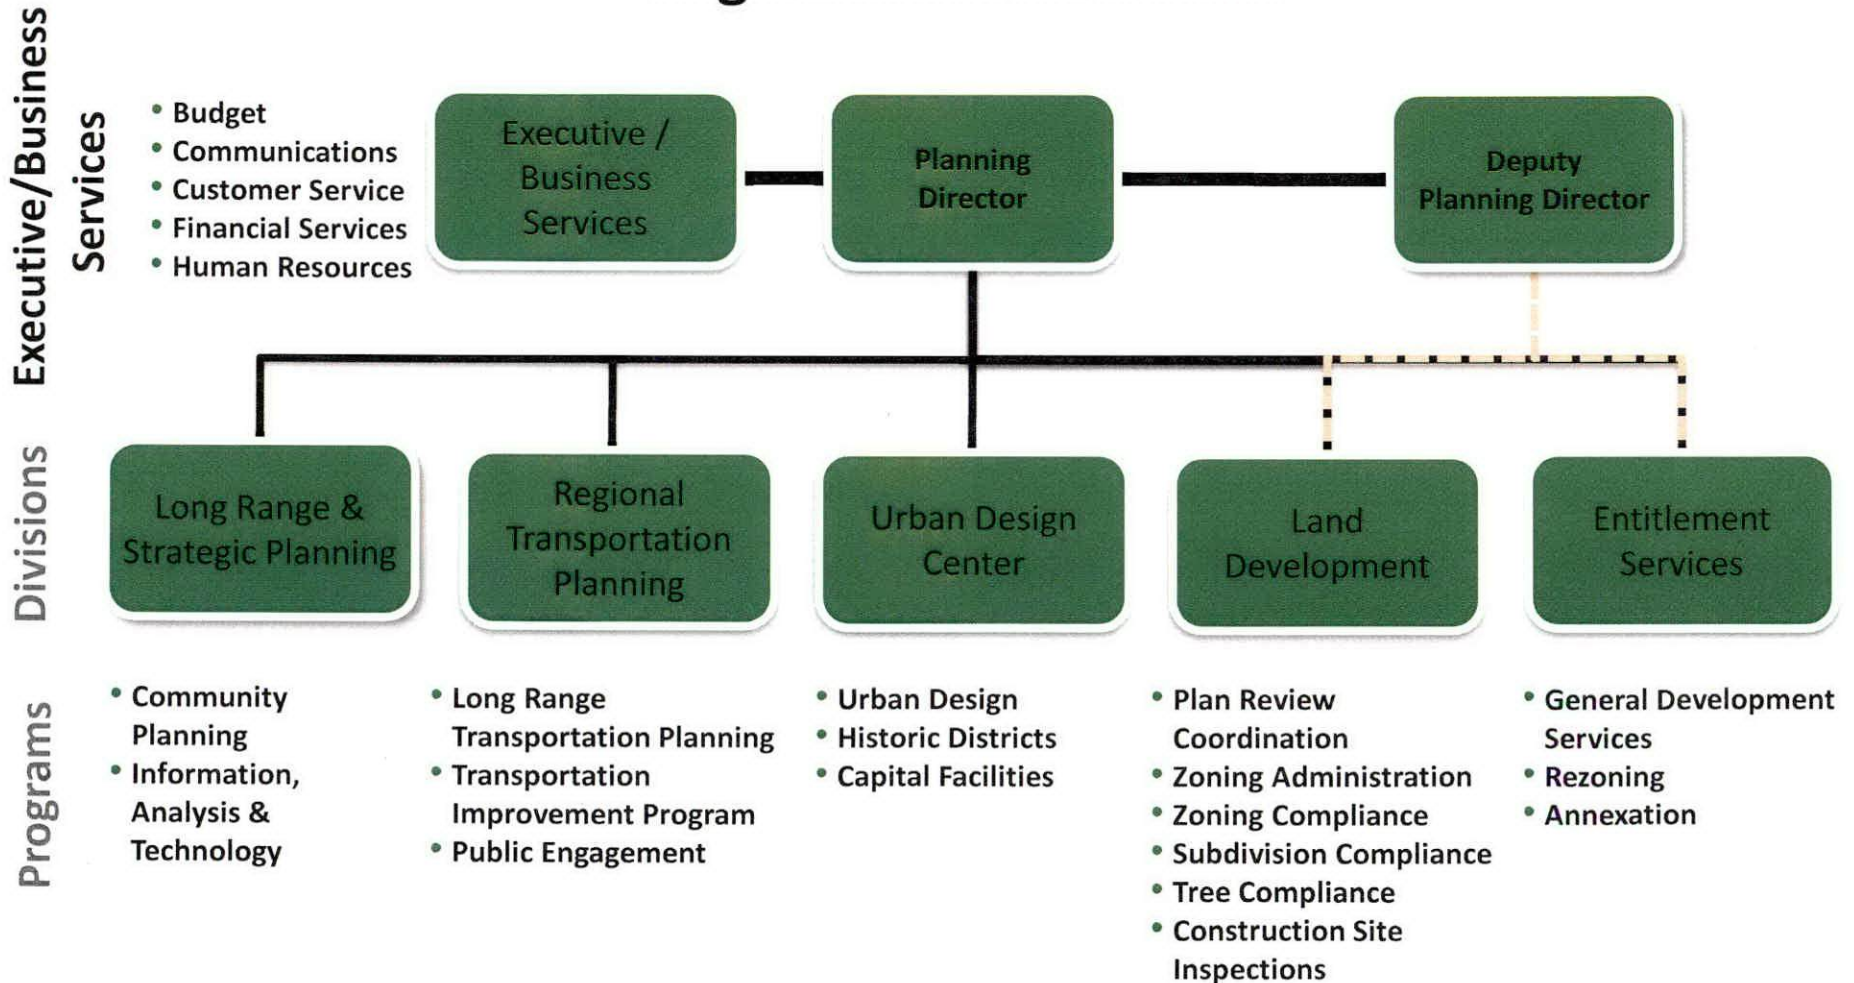 Executive/Business
Services
• Budget
• Communications
• Customer Service
• Financial Services
• Human Resources
Executive /
Business
Services
Planning
Director
Deputy
Planning Director
Divisions
Long Range &
Strategic Planning
Regional
Transportation
Planning
Urban Design
Center
Land
Development
Entitlement
Services
Programs
• Community
Planning
• Information,
Analysis &
Technology
• Long Range
Transportation Planning
• Transportation
Improvement Program
• Public Engagement
• Urban Design
• Historic Districts
• Capital Facilities
• Plan Review
Coordination
• Zoning Administration
• Zoning Compliance
• Subdivision Compliance
• Tree Compliance
• Construction Site
Inspections
• General Development
Services
• Rezoning
• Annexation